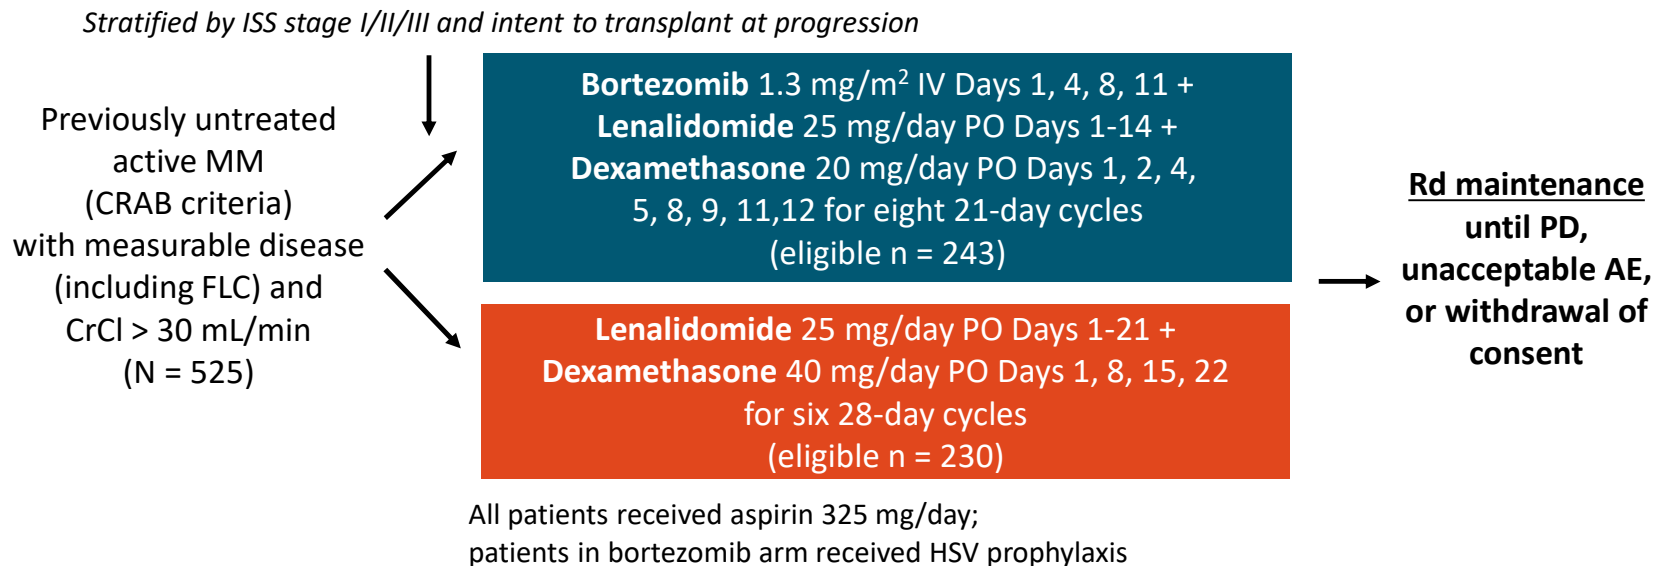 Stratified by ISS stage I/II/III and intent to transplant at progression
Previously untreated
active MM
(CRAB criteria)
with measurable disease
(including FLC) and
CrCl > 30 mL/min
(N = 525)
Bortezomib 1.3 mg/m² IV Days 1, 4, 8, 11 +
Lenalidomide 25 mg/day PO Days 1-14 +
Dexamethasone 20 mg/day PO Days 1, 2, 4,
5, 8, 9, 11,12 for eight 21-day cycles
(eligible n = 243)
Lenalidomide 25 mg/day PO Days 1-21 +
Dexamethasone 40 mg/day PO Days 1, 8, 15, 22
for six 28-day cycles
(eligible n = 230)
Rd maintenance
until PD,
unacceptable AE,
or withdrawal of
consent
All patients received aspirin 325 mg/day;
patients in bortezomib arm received HSV prophylaxis